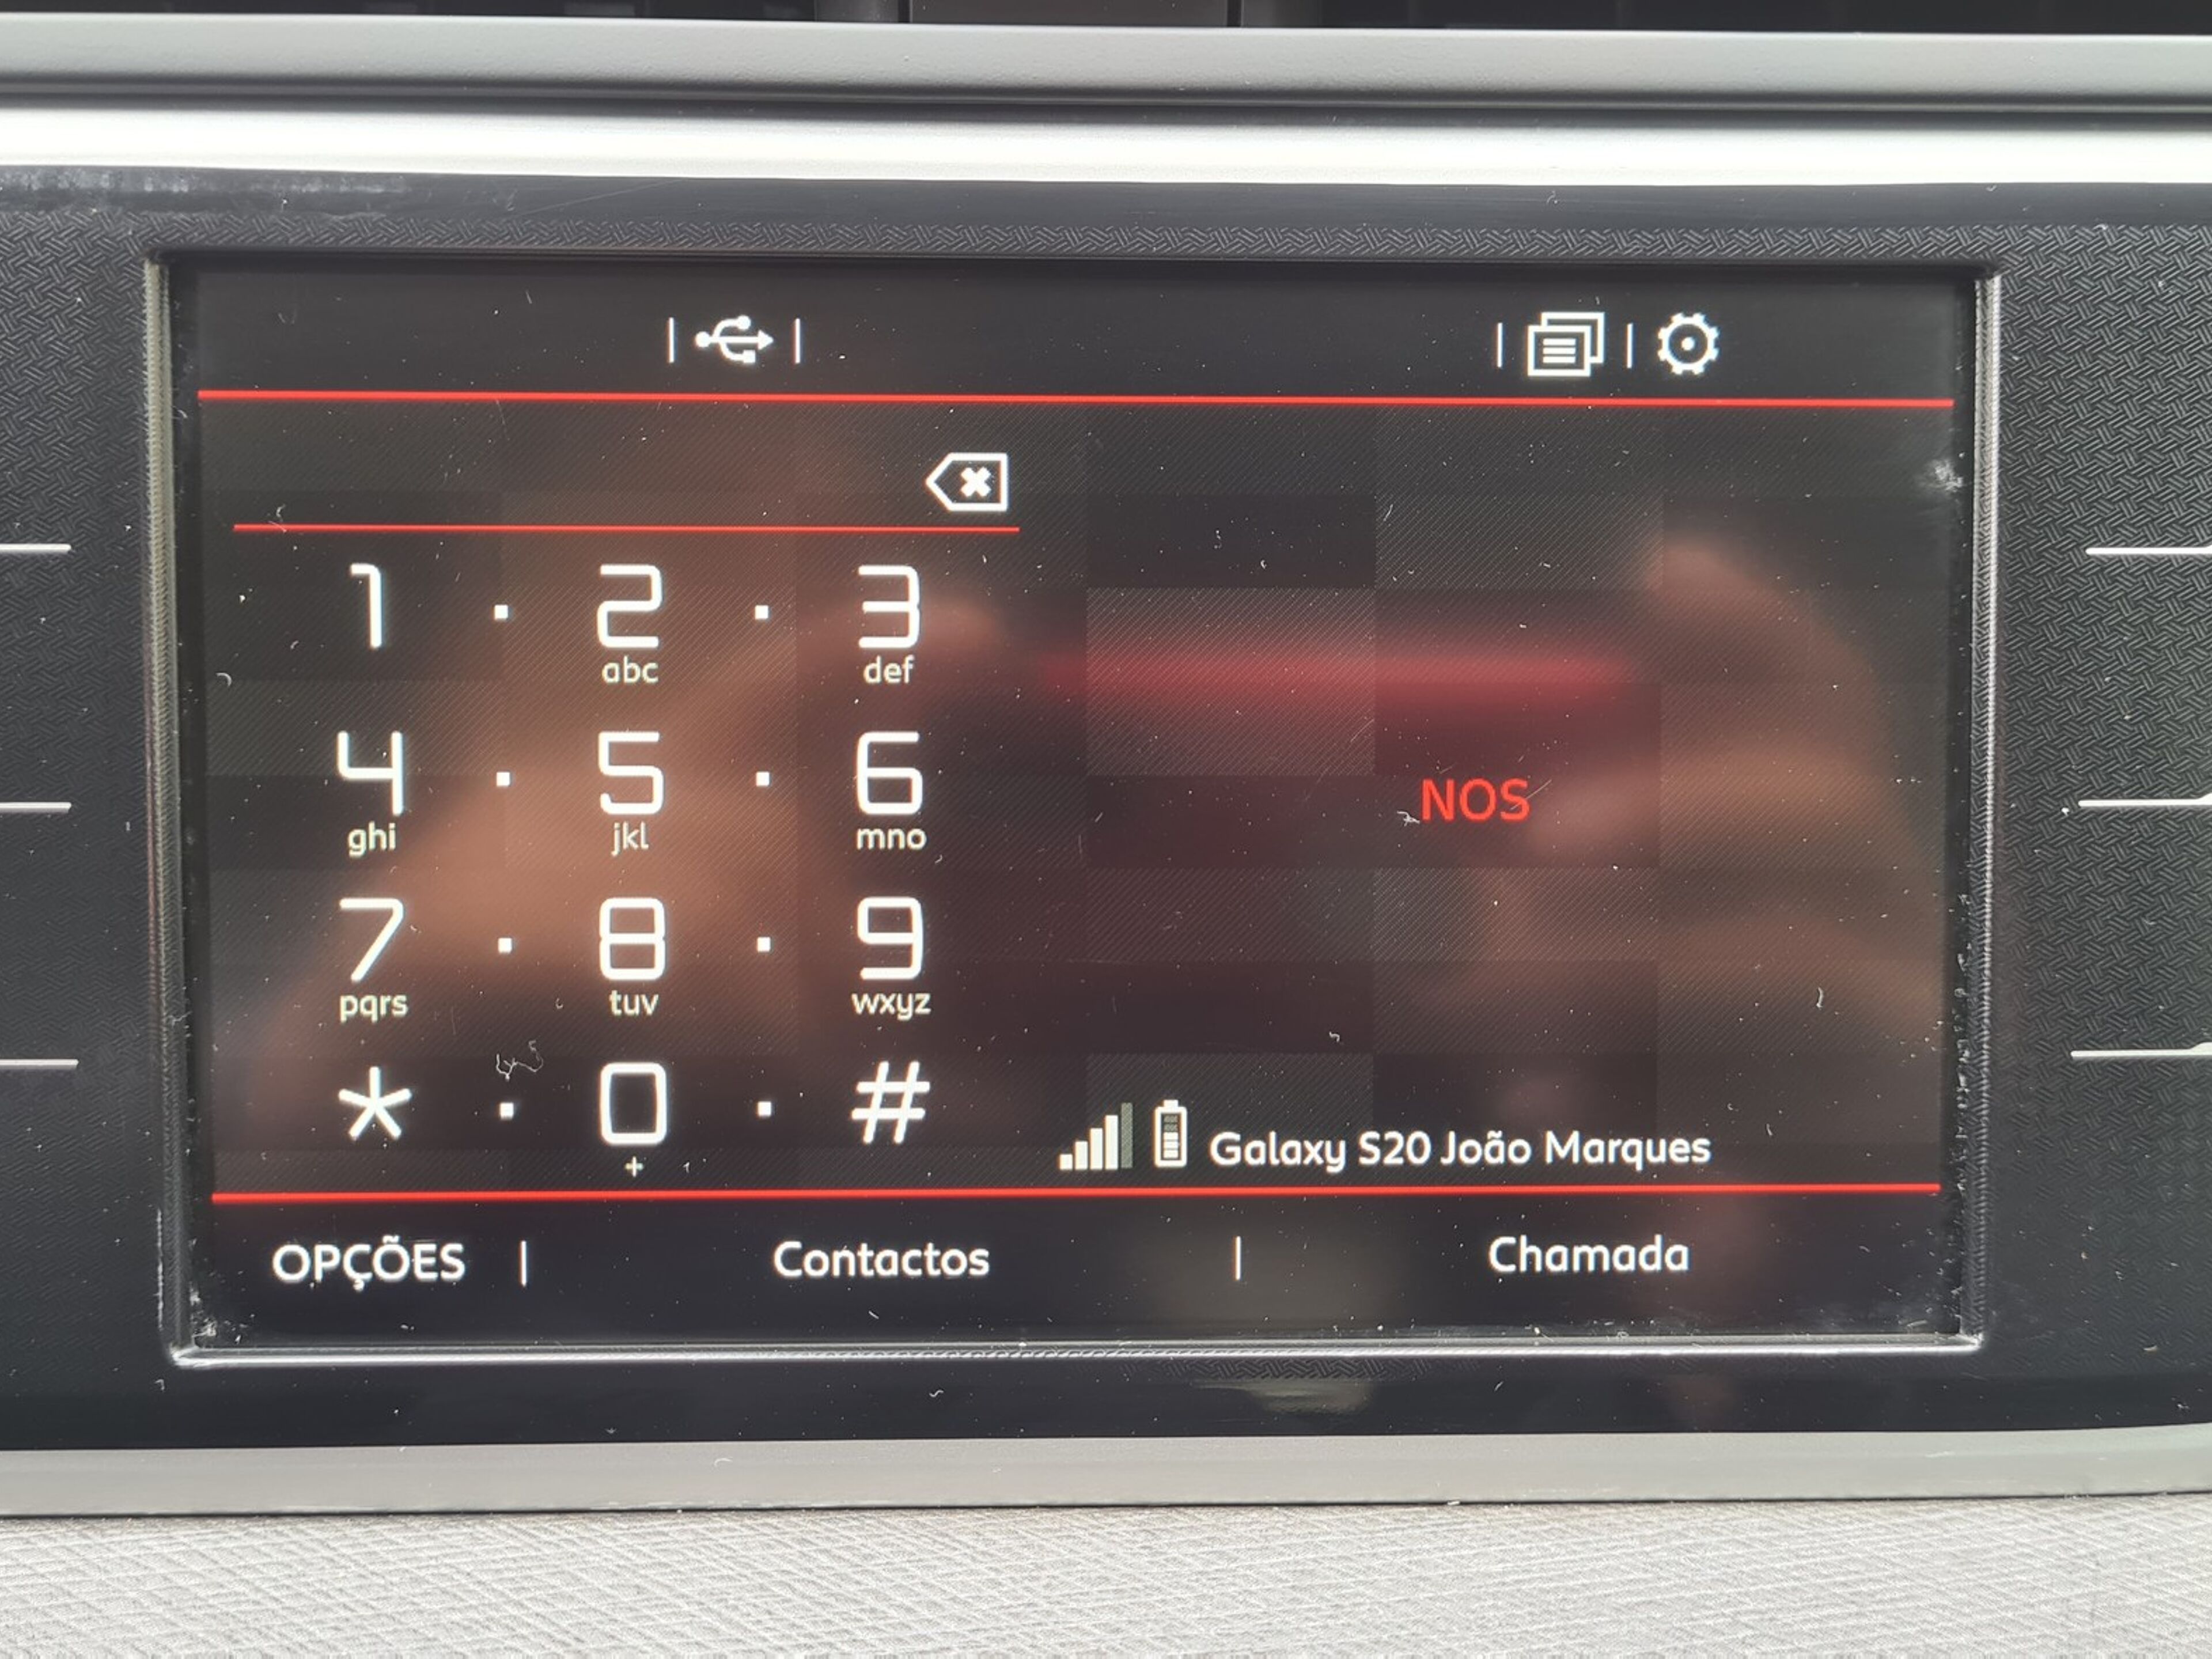 1 · 2 · 3
abc def
4 · 5 · 6
ghi jkl mno
NOS
7 · 8 · 9
pqrs tuv wxyz
* · 0 · #
+
Galaxy S20 João Marques
OPÇÕES | Contactos | Chamada